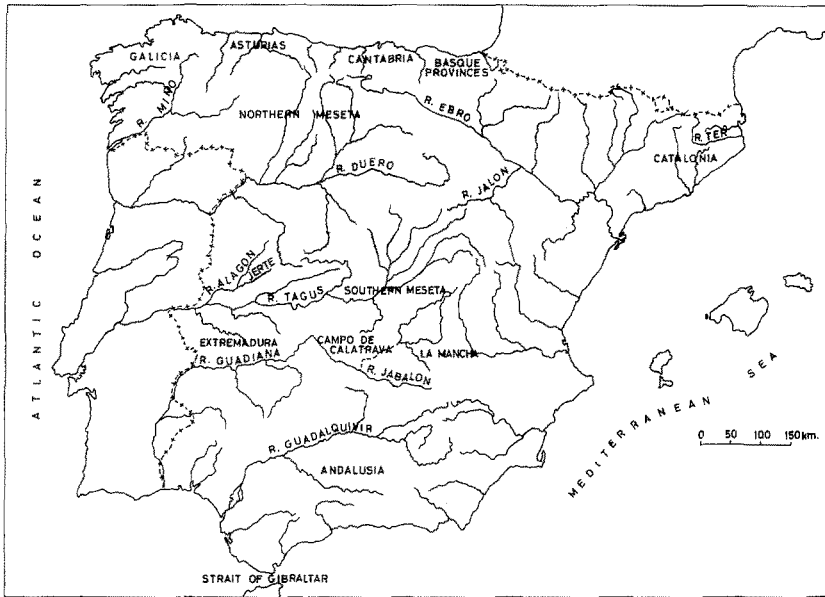 GALICIA
ASTURIAS
CANTABRIA
BASQUE
PROVINCES
R. MIÑO
NORTHERN MESETA
R. EBRO
R. TER
CATALONIA
R. DUERO
R. JALON
ATLANTIC OCEAN
R. ALAGON
JERTE
R. TAGUS
SOUTHERN MESETA
EXTREMADURA
CAMPO DE
CALATRAVA
LA MANCHA
R. GUADIANA
R. JABALON
MEDITERRANEAN SEA
0 50 100 150 km.
R. GUADALQUIVIR
ANDALUSIA
STRAIT OF GIBRALTAR